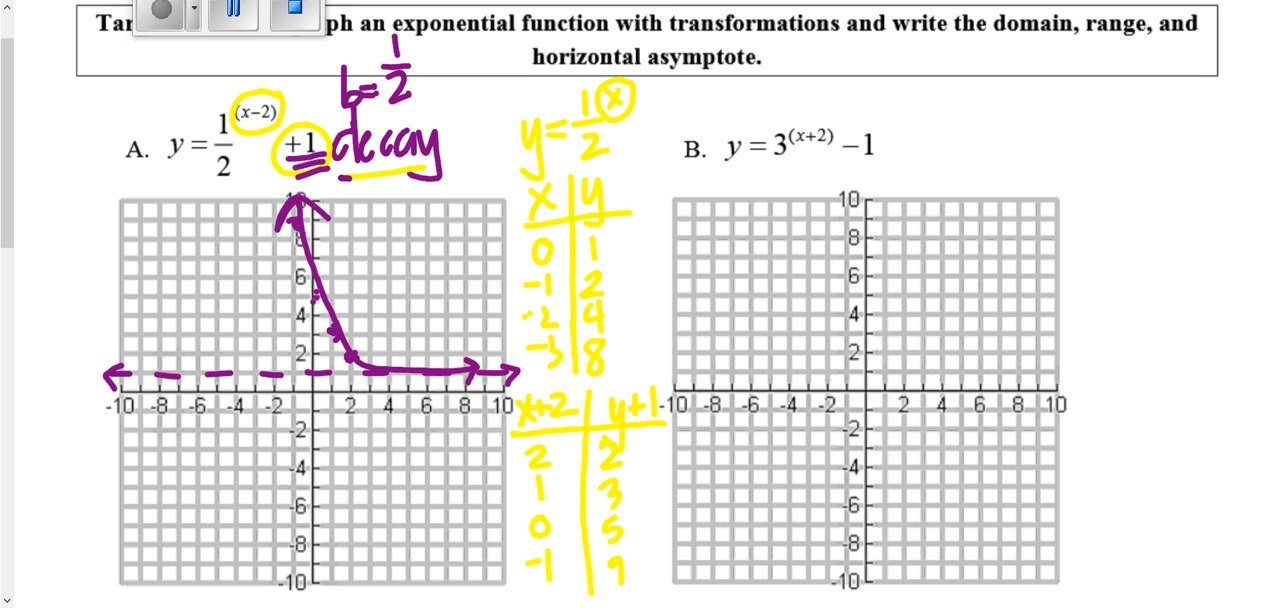 Tar ph an exponential function with transformations and write the domain, range, and
horizontal asymptote.
b = 1/2
A. y = 1/2^(x−2) +1 decay
y = 1/2^x
x | y
0 | 1
-1 | 2
-2 | 4
-3 | 8
x+2 | y+1
2 | 2
1 | 3
0 | 5
-1 | 9
B. y = 3^(x+2) − 1
10
8
6
4
2
-10 -8 -6 -4 -2 2 4 6 8 10
-2
-4
-6
-8
-10
10
8
6
4
2
-10 -8 -6 -4 -2 2 4 6 8 10
-2
-4
-6
-8
-10